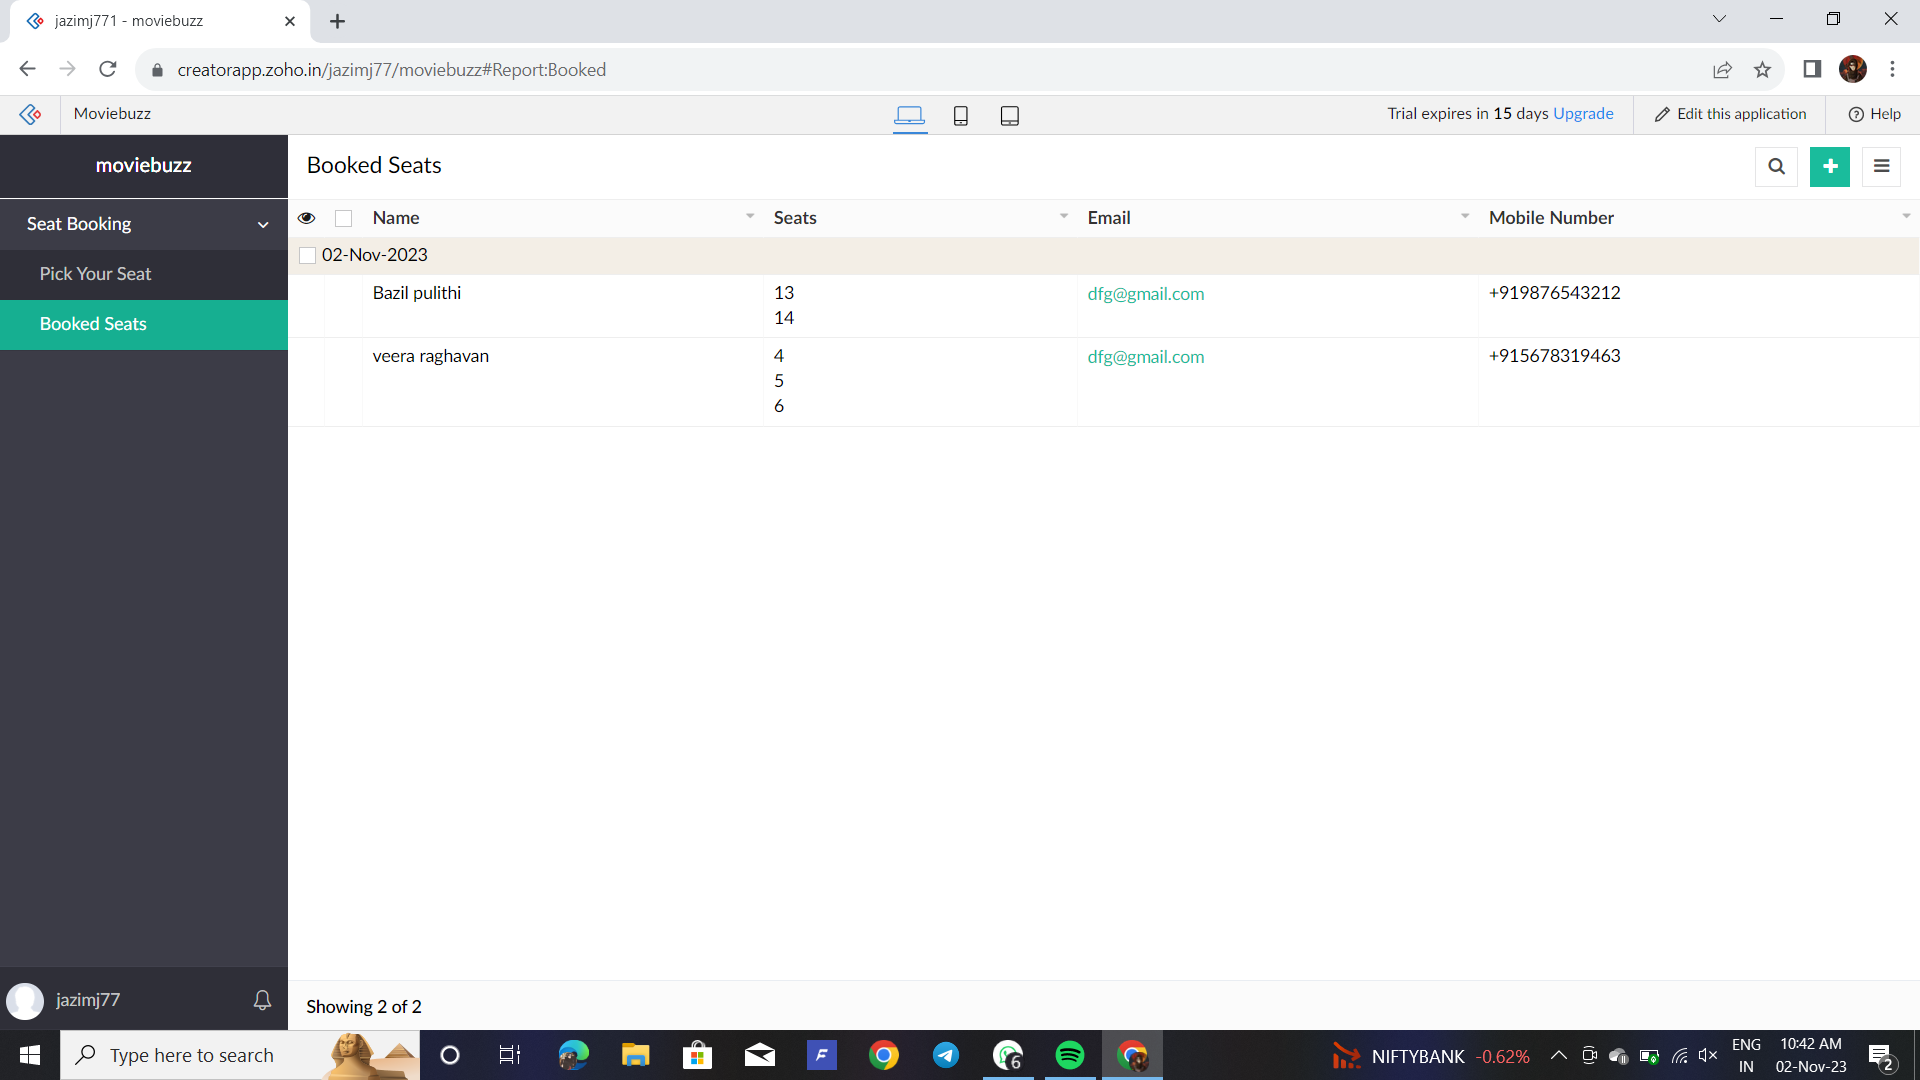 jazimj771 - moviebuzz
creatorapp.zoho.in/jazimj77/moviebuzz#Report:Booked
Moviebuzz
Trial expires in 15 days Upgrade
Edit this application
Help
moviebuzz
Booked Seats
Seat Booking
Name Seats Email Mobile Number
02-Nov-2023
Pick Your Seat
Bazil pulithi 13 dfg@gmail.com +919876543212
14
Booked Seats
veera raghavan 4 dfg@gmail.com +915678319463
5
6
jazimj77
Showing 2 of 2
Type here to search
F
6
NIFTYBANK -0.62%
ENG
IN
10:42 AM
02-Nov-23
2